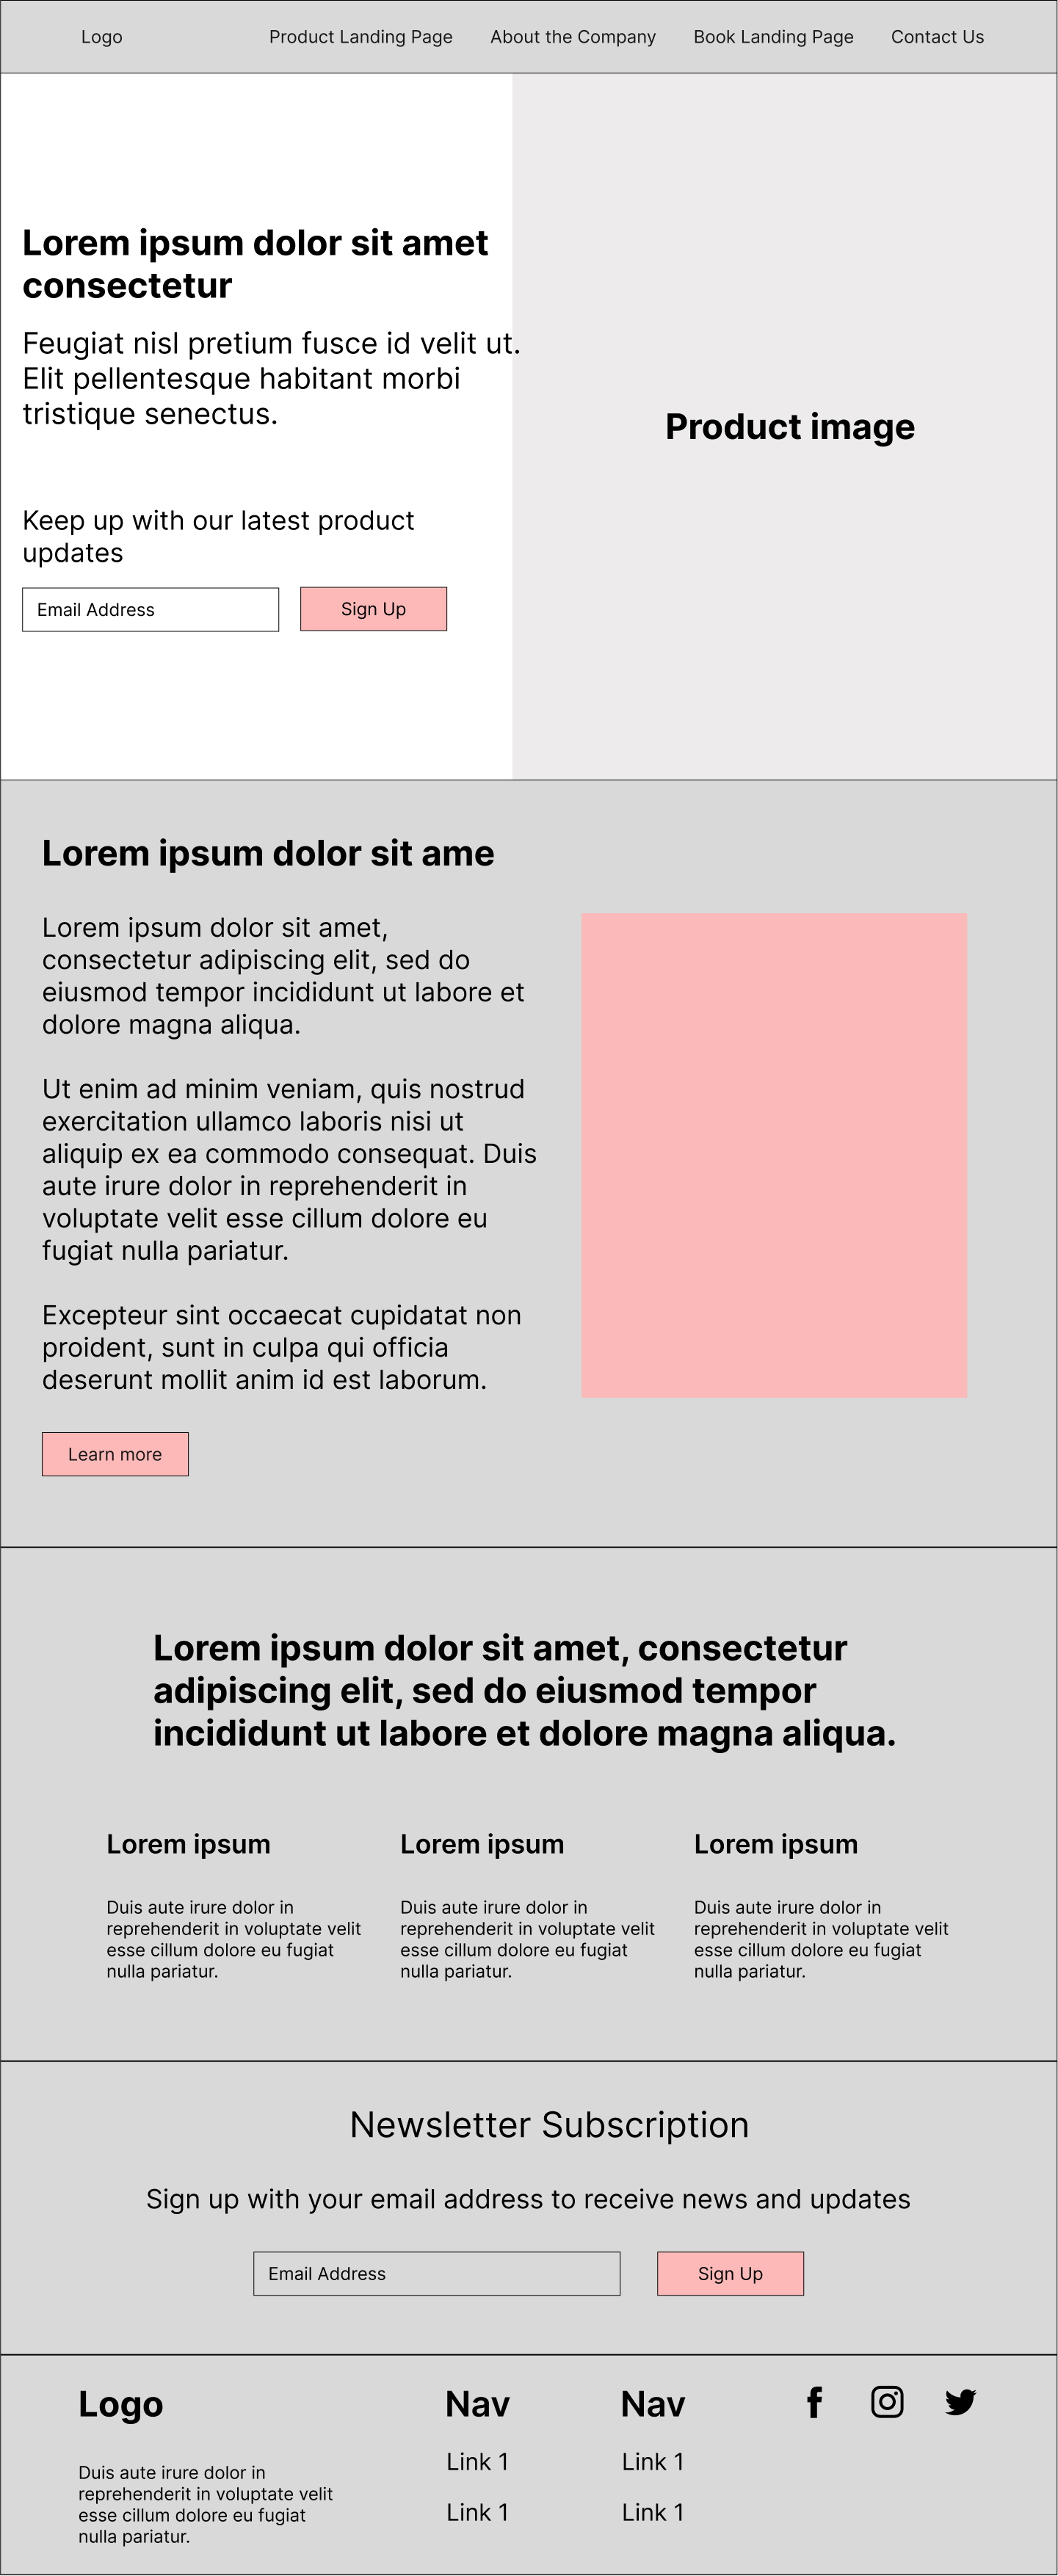 Logo
Product Landing Page
About the Company
Book Landing Page
Contact Us
Lorem ipsum dolor sit amet
consectetur
Feugiat nisl pretium fusce id velit ut.
Elit pellentesque habitant morbi
tristique senectus.
Keep up with our latest product
updates
Email Address
Sign Up
Product image
Lorem ipsum dolor sit ame
Lorem ipsum dolor sit amet,
consectetur adipiscing elit, sed do
eiusmod tempor incididunt ut labore et
dolore magna aliqua.
Ut enim ad minim veniam, quis nostrud
exercitation ullamco laboris nisi ut
aliquip ex ea commodo consequat. Duis
aute irure dolor in reprehenderit in
voluptate velit esse cillum dolore eu
fugiat nulla pariatur.
Excepteur sint occaecat cupidatat non
proident, sunt in culpa qui officia
deserunt mollit anim id est laborum.
Learn more
Lorem ipsum dolor sit amet, consectetur
adipiscing elit, sed do eiusmod tempor
incididunt ut labore et dolore magna aliqua.
Lorem ipsum
Duis aute irure dolor in
reprehenderit in voluptate velit
esse cillum dolore eu fugiat
nulla pariatur.
Lorem ipsum
Duis aute irure dolor in
reprehenderit in voluptate velit
esse cillum dolore eu fugiat
nulla pariatur.
Lorem ipsum
Duis aute irure dolor in
reprehenderit in voluptate velit
esse cillum dolore eu fugiat
nulla pariatur.
Newsletter Subscription
Sign up with your email address to receive news and updates
Email Address
Sign Up
Logo
Duis aute irure dolor in
reprehenderit in voluptate velit
esse cillum dolore eu fugiat
nulla pariatur.
Nav
Link 1
Link 1
Nav
Link 1
Link 1